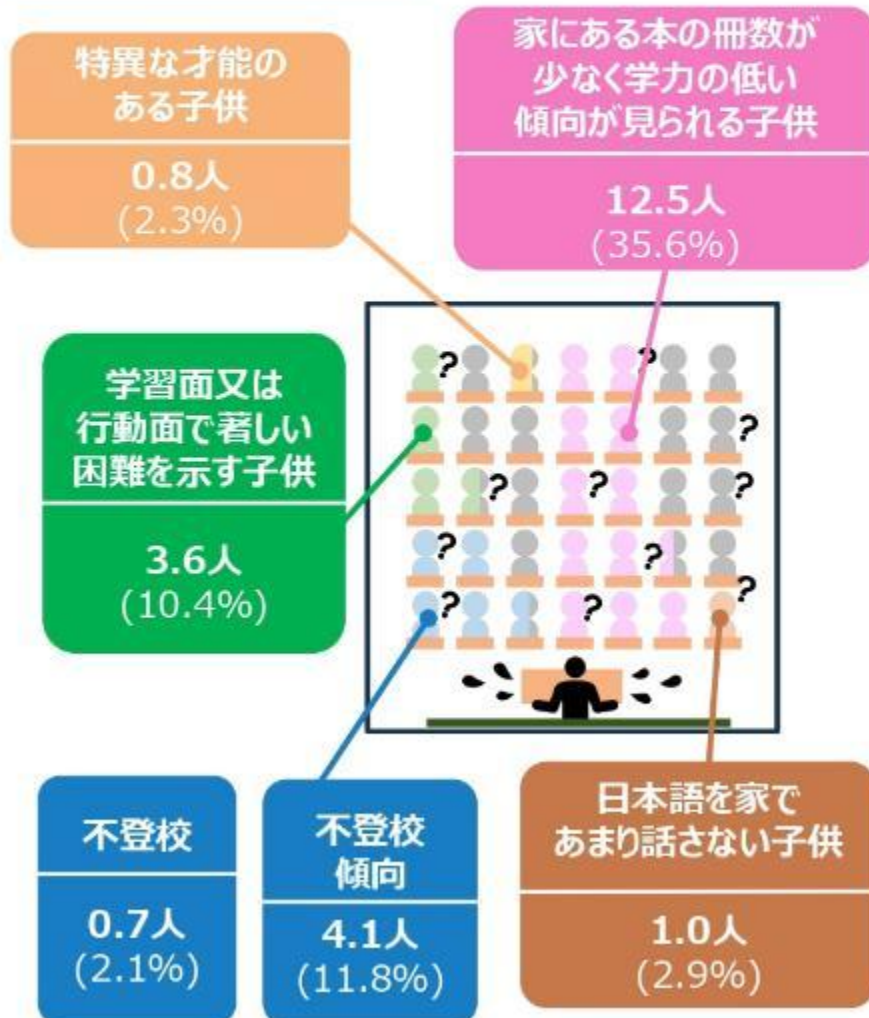 特異な才能の
ある子供
0.8人
(2.3%)
家にある本の冊数が
少なく学力の低い
傾向が見られる子供
12.5人
(35.6%)
学習面又は
行動面で著しい
困難を示す子供
3.6人
(10.4%)
?
?
?
?
?
?
?
?
?
?
?
不登校
0.7人
(2.1%)
不登校
傾向
4.1人
(11.8%)
日本語を家で
あまり話さない子供
1.0人
(2.9%)